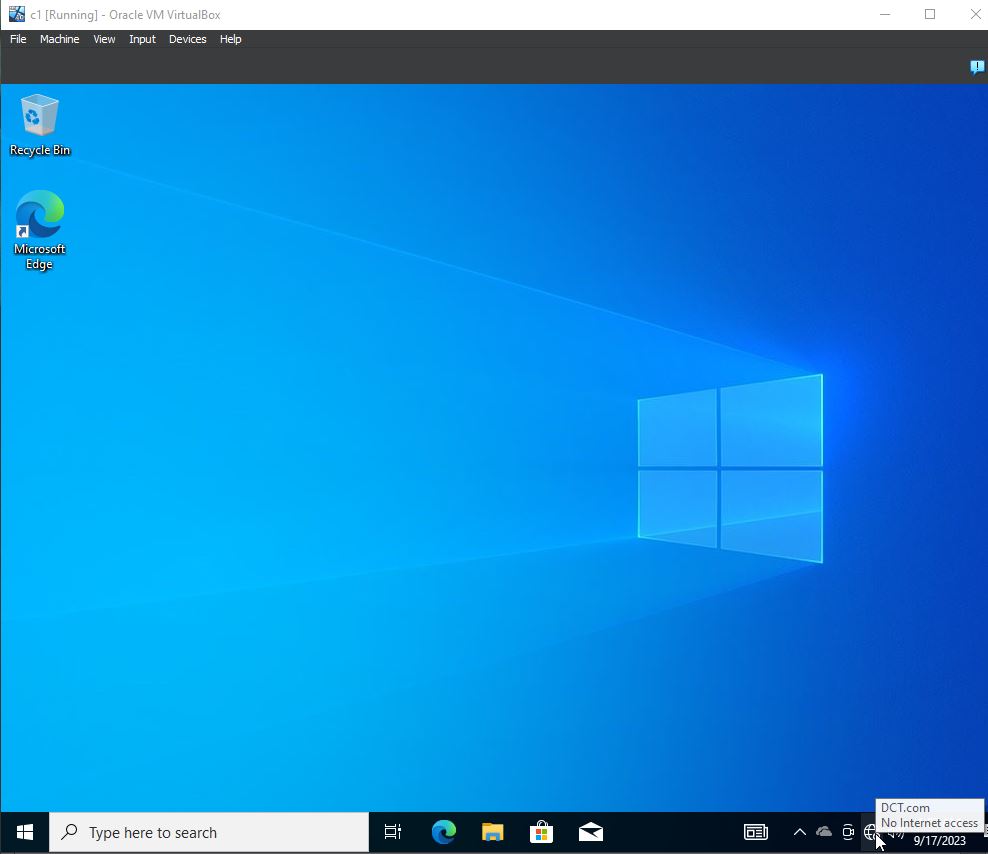 c1 [Running] - Oracle VM VirtualBox
File Machine View Input Devices Help
Recycle Bin
Microsoft
Edge
Type here to search
DCT.com
No Internet access
9/17/2023